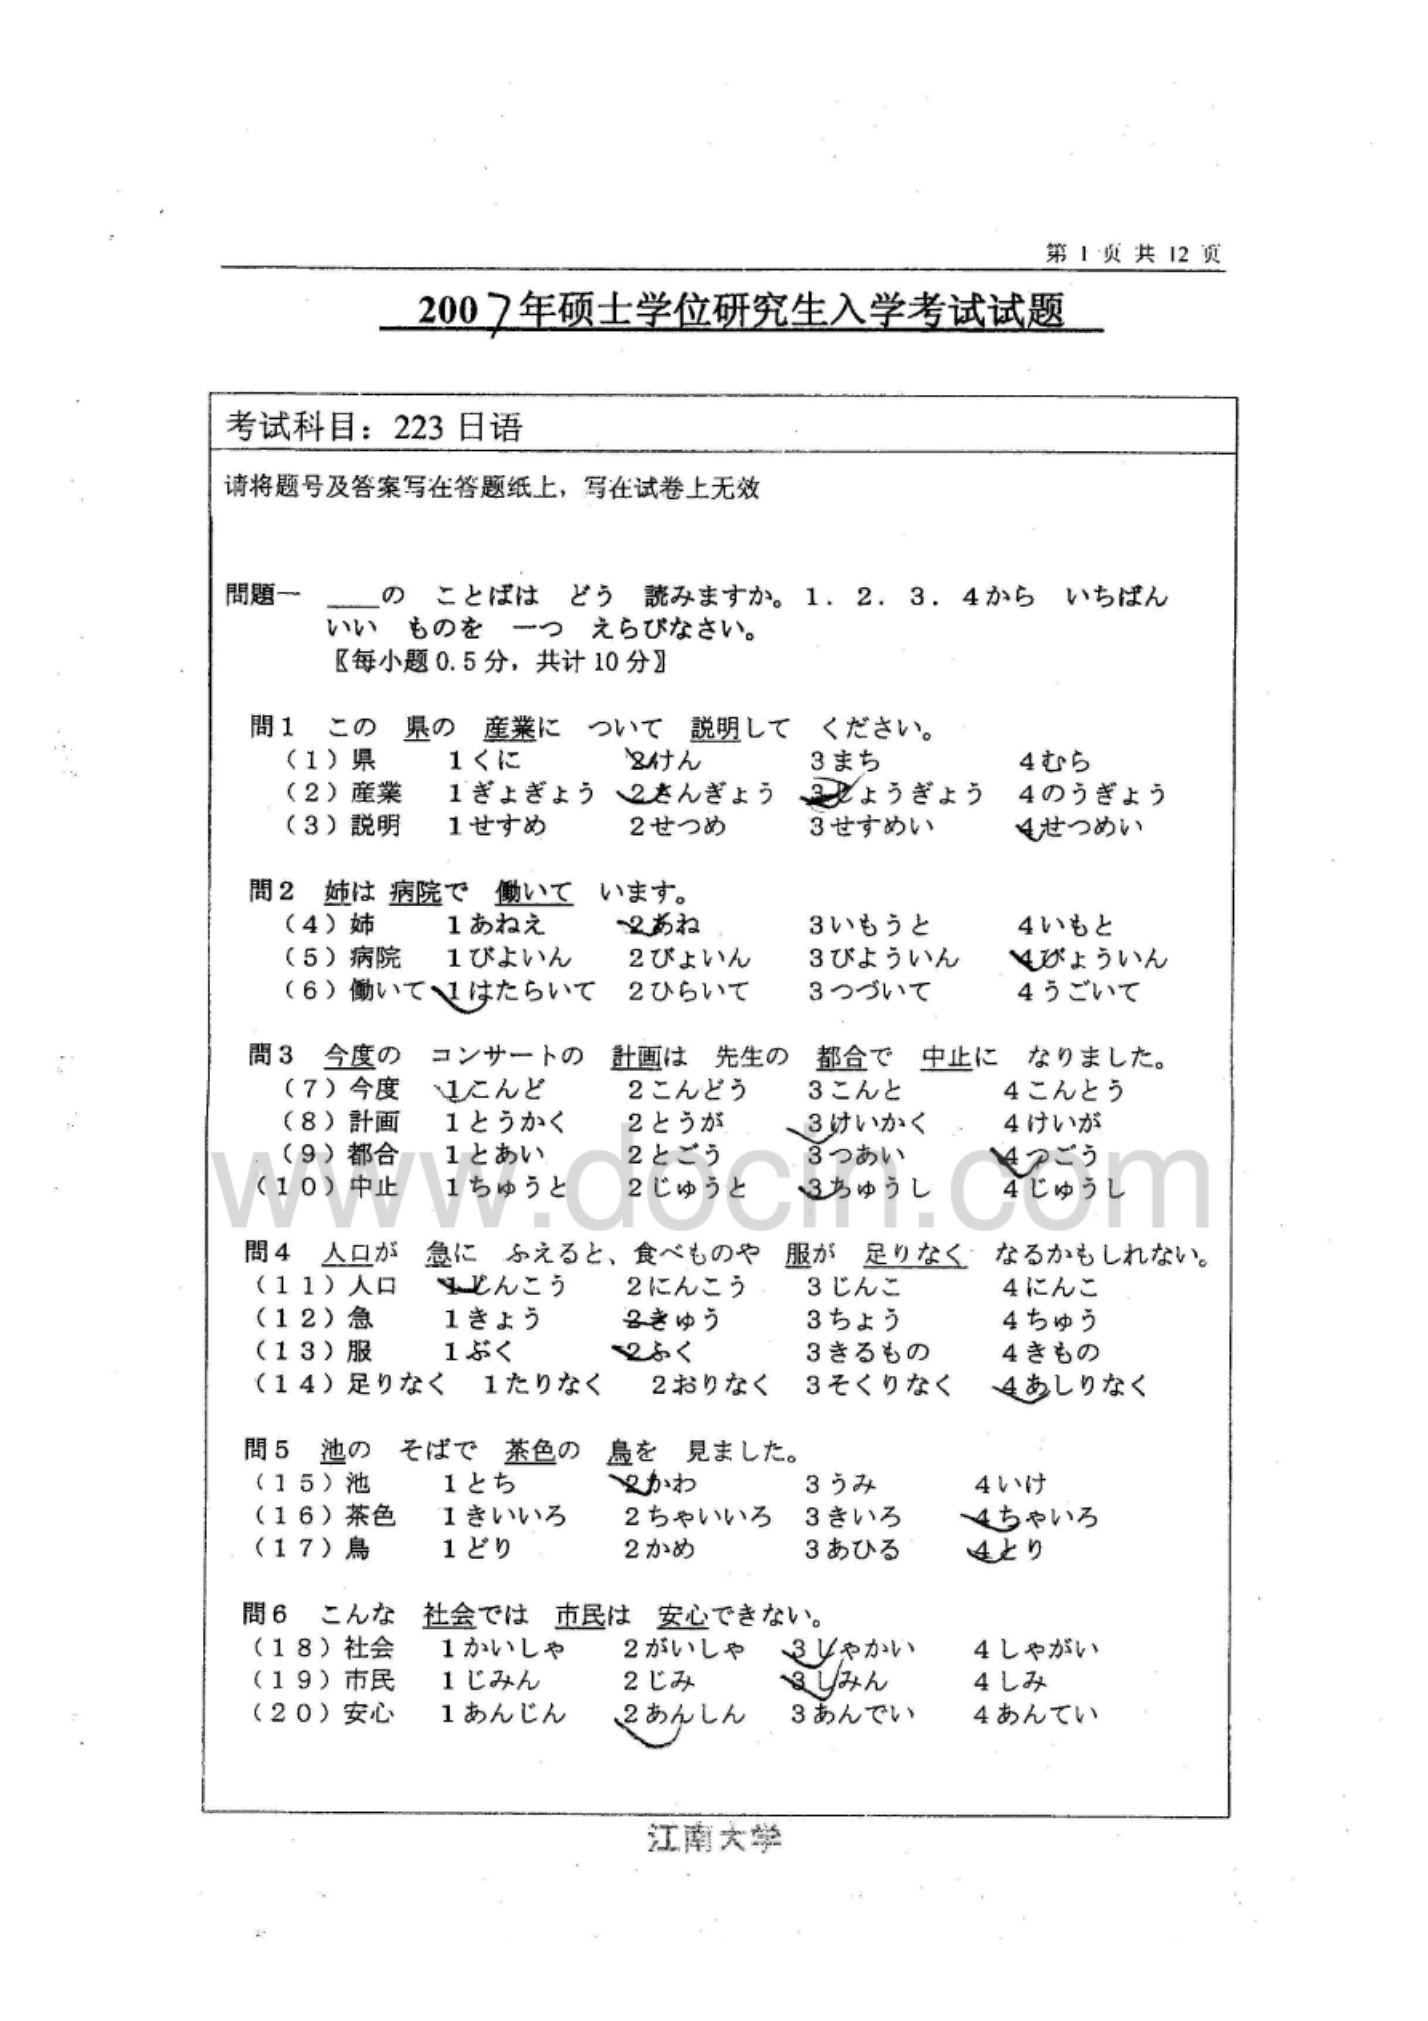 第 1 页 共 12 页
2007年硕士学位研究生入学考试试题
考试科目：223 日语
请将题号及答案写在答题纸上，写在试卷上无效
問題一 ___の ことばは どう 読みますか。1．2．3．4から いちばん
いい ものを 一つ えらびなさい。
〖每小题0.5分，共计10分〗
問1 この 県の 産業に ついて 説明して ください。
（1）県 1くに 2けん 3まち 4むら
（2）産業 1ぎょぎょう 2さんぎょう 3じょうぎょう 4のうぎょう
（3）説明 1せすめ 2せつめ 3せすめい 4せつめい
問2 姉は 病院で 働いて います。
（4）姉 1あねえ 2あね 3いもうと 4いもと
（5）病院 1びよいん 2びょいん 3びよういん 4びょういん
（6）働いて 1はたらいて 2ひらいて 3つづいて 4うごいて
問3 今度の コンサートの 計画は 先生の 都合で 中止に なりました。
（7）今度 1こんど 2こんどう 3こんと 4こんとう
（8）計画 1とうかく 2とうが 3けいかく 4けいが
（9）都合 1とあい 2とごう 3つあい 4つごう
（10）中止 1ちゅうと 2じゅうと 3ちゅうし 4じゅうし
www.docin.com
問4 人口が 急に ふえると、食べものや 服が 足りなく なるかもしれない。
（11）人口 1じんこう 2にんこう 3じんこ 4にんこ
（12）急 1きょう 2きゅう 3ちょう 4ちゅう
（13）服 1ぶく 2ふく 3きるもの 4きもの
（14）足りなく 1たりなく 2おりなく 3そくりなく 4あしりなく
問5 池の そばで 茶色の 鳥を 見ました。
（15）池 1とち 2かわ 3うみ 4いけ
（16）茶色 1きいいろ 2ちゃいいろ 3きいろ 4ちゃいろ
（17）鳥 1どり 2かめ 3あひる 4とり
問6 こんな 社会では 市民は 安心できない。
（18）社会 1かいしゃ 2がいしゃ 3しゃかい 4しゃがい
（19）市民 1じみん 2じみ 3しみん 4しみ
（20）安心 1あんじん 2あんしん 3あんでい 4あんてい
江南大学